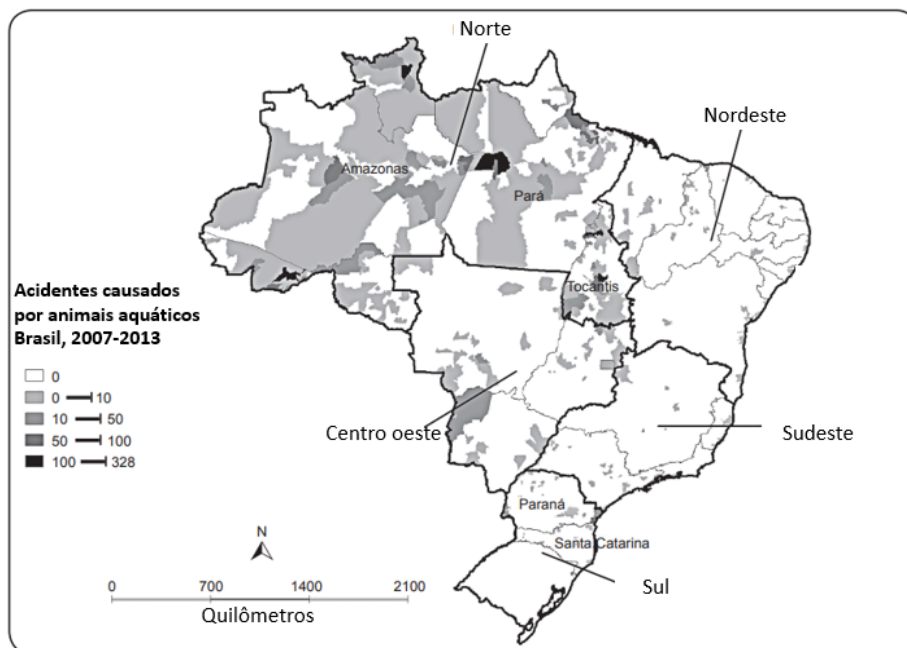 Norte
Nordeste
Amazonas
Pará
Acidentes causados
por animais aquáticos
Brasil, 2007-2013
Tocantis
0
0 10
10 50
50 100
100 328
Centro oeste
Sudeste
Paraná
Santa Catarina
N
Sul
0 700 1400 2100
Quilômetros